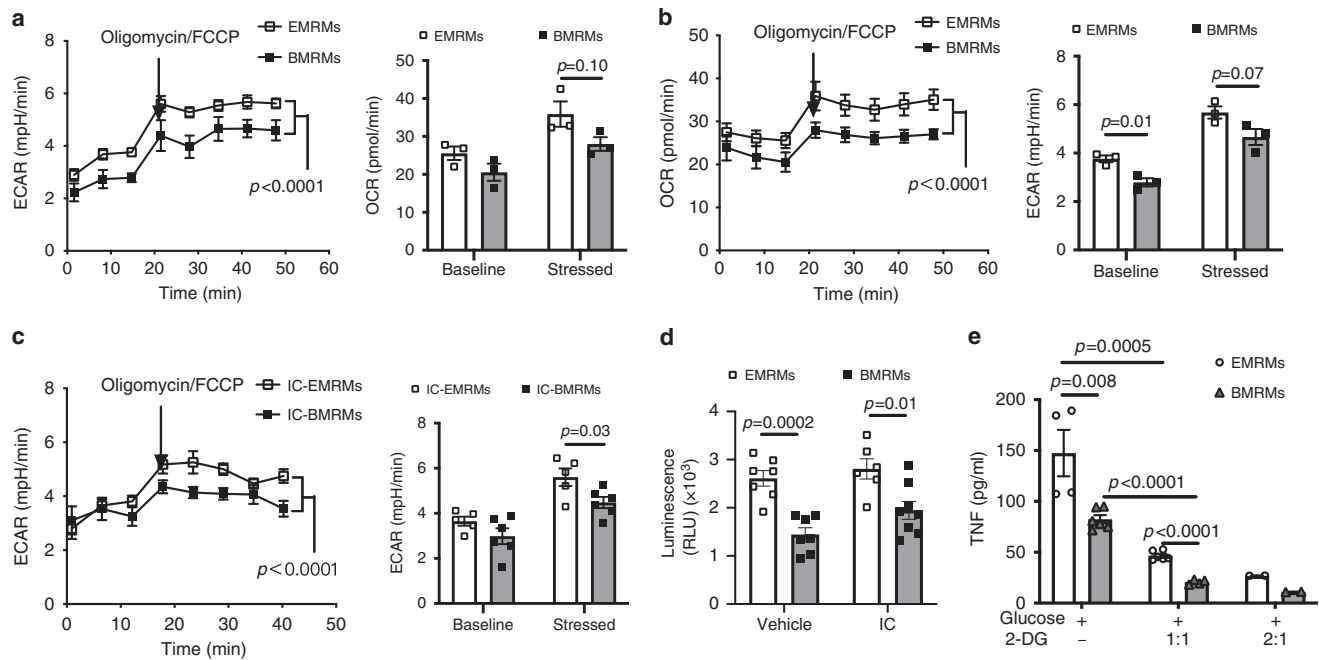 a
Oligomycin/FCCP
EMRMs
BMRMs
8
6
4
2
0
ECAR (mpH/min)
p<0.0001
0 10 20 30 40 50 60
Time (min)
EMRMs BMRMs
p=0.10
50
40
30
20
10
0
OCR (pmol/min)
Baseline Stressed
b
Oligomycin/FCCP
EMRMs
BMRMs
50
40
30
20
10
0
OCR (pmol/min)
p<0.0001
0 10 20 30 40 50 60
Time (min)
EMRMs BMRMs
p=0.07
p=0.01
8
6
4
2
0
ECAR (mpH/min)
Baseline Stressed
c
Oligomycin/FCCP
IC-EMRMs
IC-BMRMs
8
6
4
2
0
ECAR (mpH/min)
p<0.0001
0 10 20 30 40 50
Time (min)
IC-EMRMs IC-BMRMs
p=0.03
8
6
4
2
0
ECAR (mpH/min)
Baseline Stressed
d
EMRMs BMRMs
p=0.0002
p=0.01
4
3
2
1
0
Luminescence
(RLU) (×10³)
Vehicle IC
e
p=0.0005
p=0.008
EMRMs
BMRMs
p<0.0001
p<0.0001
200
150
100
50
0
TNF (pg/ml)
Glucose + + +
2-DG – 1:1 2:1